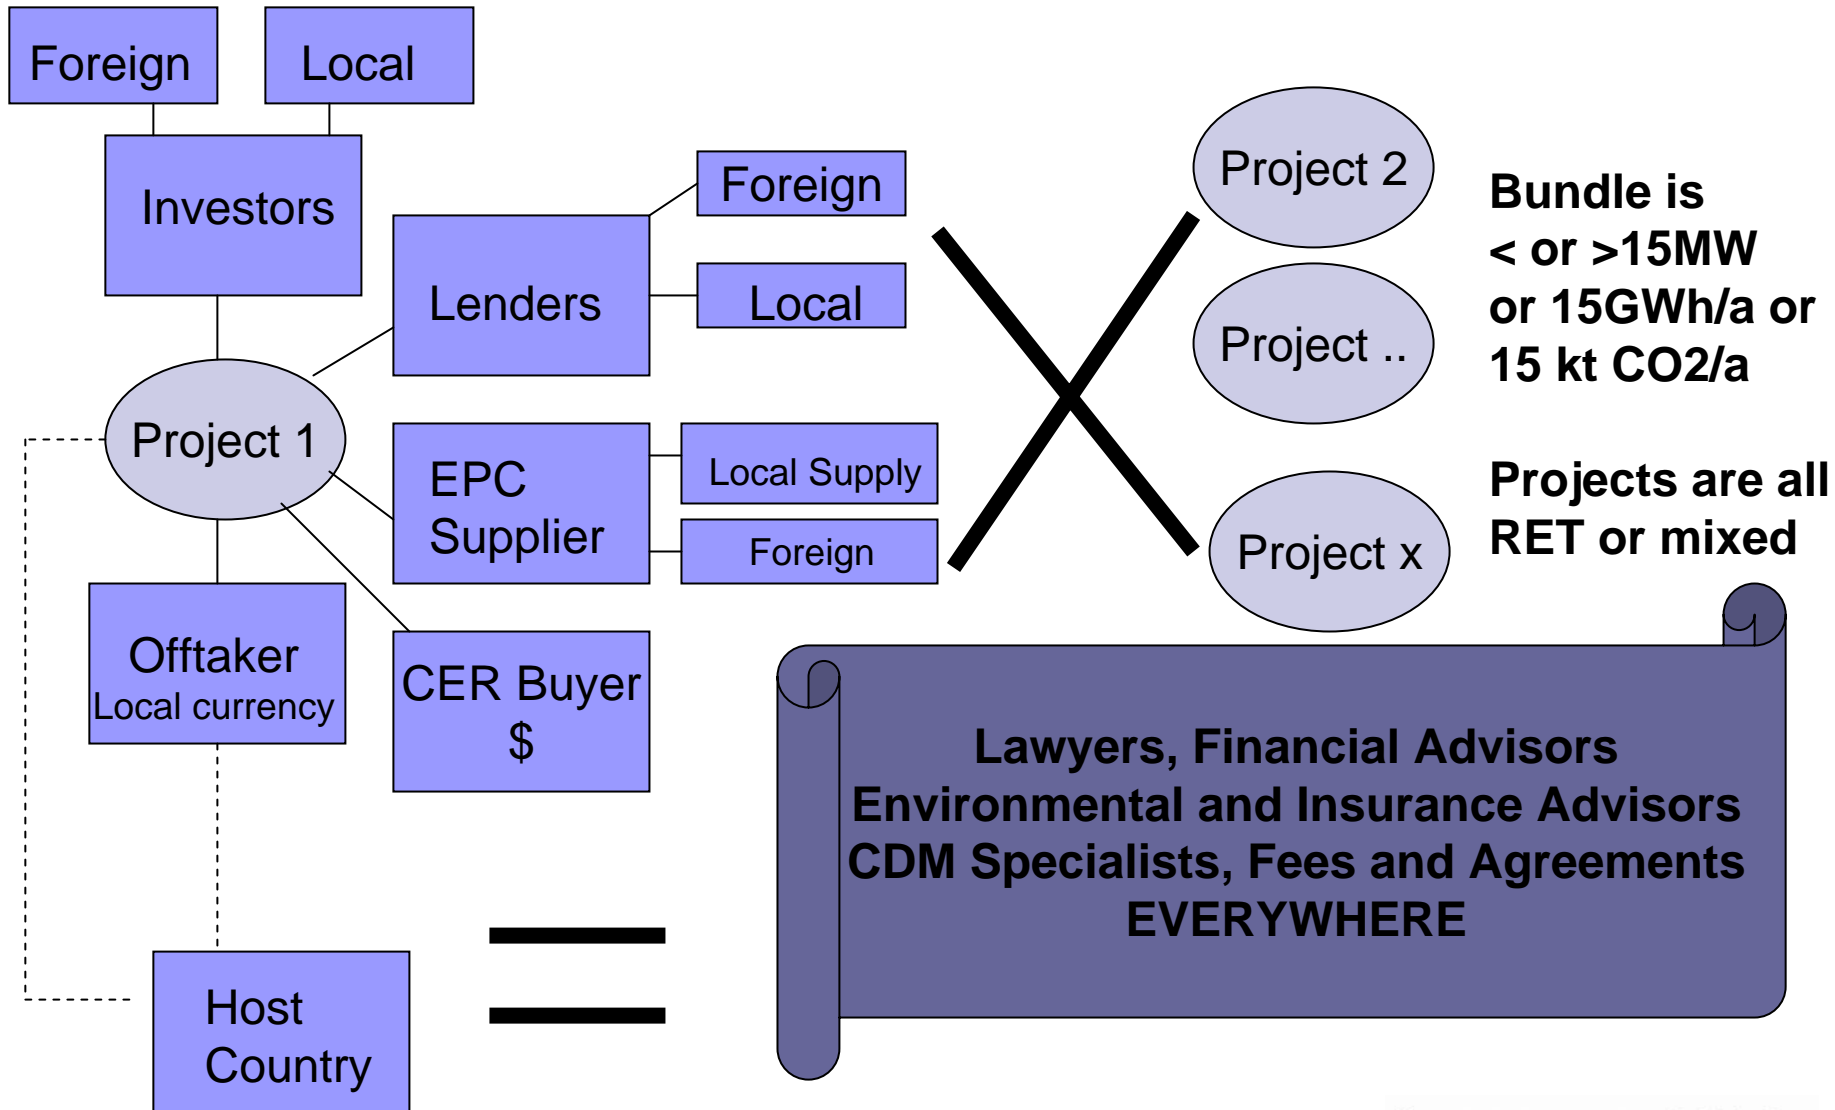 Foreign
Local
Investors
Foreign
Lenders
Local
Project 1
EPC
Supplier
Local Supply
Foreign
Offtaker
Local currency
CER Buyer
$
Host
Country
Project 2
Project ..
Project x
Bundle is
< or >15MW
or 15GWh/a or
15 kt CO2/a
Projects are all
RET or mixed
Lawyers, Financial Advisors
Environmental and Insurance Advisors
CDM Specialists, Fees and Agreements
EVERYWHERE